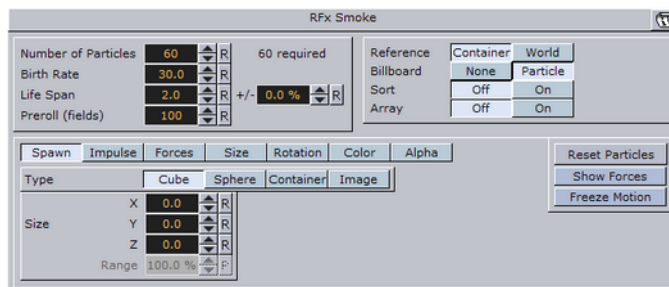 RFx Smoke
Number of Particles 60 R 60 required
Birth Rate 30.0 R
Life Span 2.0 R +/- 0.0 % R
Preroll (fields) 100 R
Reference Container World
Billboard None Particle
Sort Off On
Array Off On
Spawn Impulse Forces Size Rotation Color Alpha
Type Cube Sphere Container Image
X 0.0 R
Size Y 0.0 R
Z 0.0 R
Range 100.0 % R
Reset Particles
Show Forces
Freeze Motion